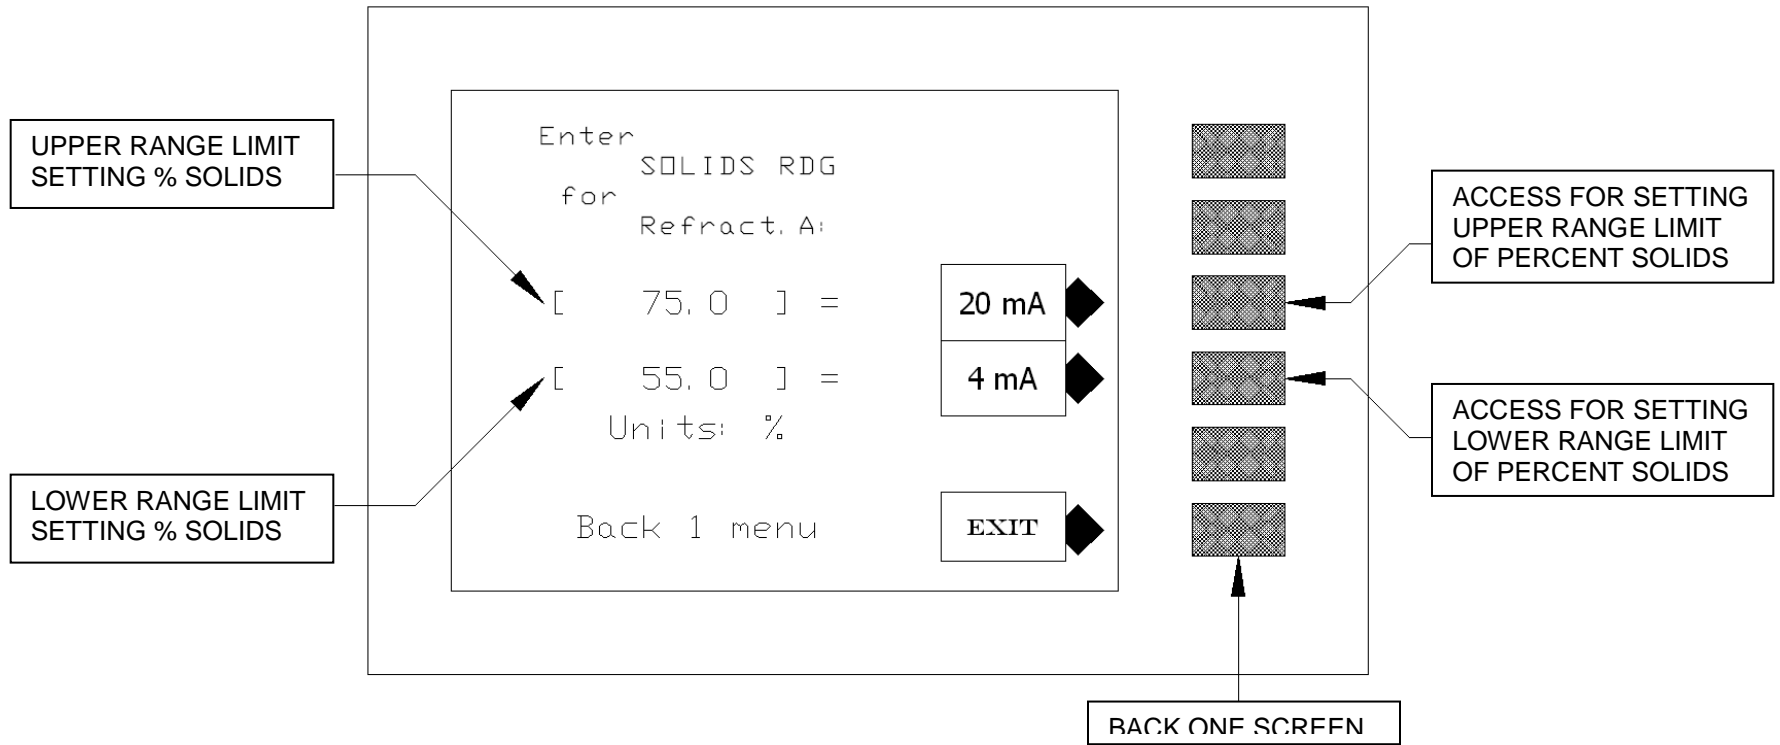 UPPER RANGE LIMIT
SETTING % SOLIDS
LOWER RANGE LIMIT
SETTING % SOLIDS
Enter
SOLIDS RDG
for
Refract. A:
[ 75.0 ] = 20 mA
[ 55.0 ] = 4 mA
Units: %
Back 1 menu EXIT
ACCESS FOR SETTING
UPPER RANGE LIMIT
OF PERCENT SOLIDS
ACCESS FOR SETTING
LOWER RANGE LIMIT
OF PERCENT SOLIDS
BACK ONE SCREEN